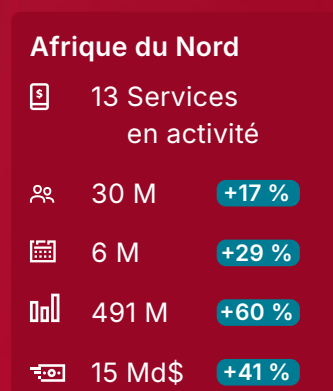 Afrique du Nord
13 Services
en activité
30 M +17 %
6 M +29 %
491 M +60 %
15 Md$ +41 %